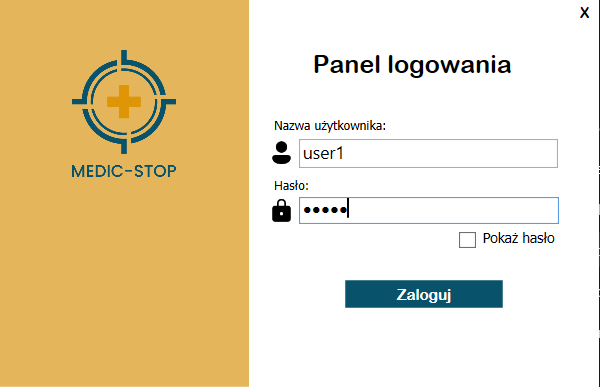 X
Panel logowania
MEDIC-STOP
Nazwa użytkownika:
user1
Hasło:
•••••
Pokaż hasło
Zaloguj